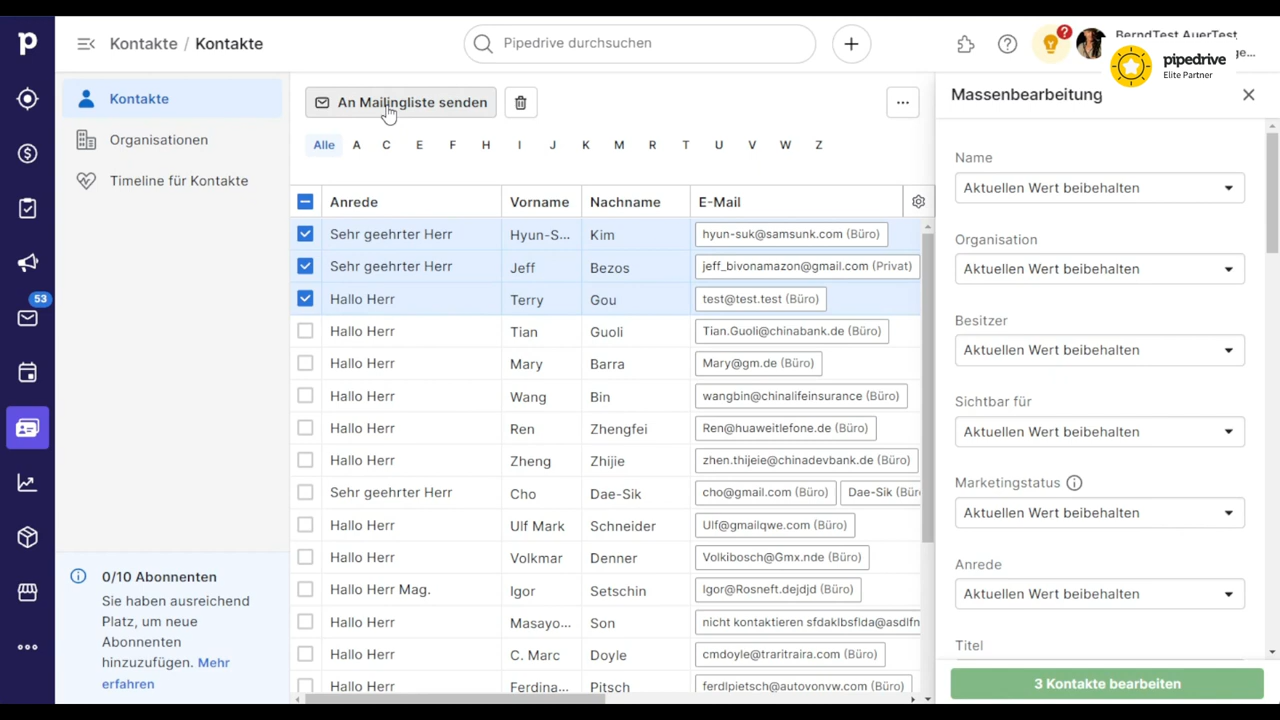 p
Kontakte / Kontakte
Pipedrive durchsuchen
?
BerndTest AuerTest
pipedrive
Elite Partner
53
Kontakte
Organisationen
Timeline für Kontakte
0/10 Abonnenten
Sie haben ausreichend
Platz, um neue
Abonnenten
hinzuzufügen. Mehr
erfahren
An Mailingliste senden
Alle A C E F H I J K M R T U V W Z
Anrede Vorname Nachname E-Mail
Sehr geehrter Herr Hyun-S... Kim hyun-suk@samsunk.com (Büro)
Sehr geehrter Herr Jeff Bezos jeff_bivonamazon@gmail.com (Privat)
Hallo Herr Terry Gou test@test.test (Büro)
Hallo Herr Tian Guoli Tian.Guoli@chinabank.de (Büro)
Hallo Herr Mary Barra Mary@gm.de (Büro)
Hallo Herr Wang Bin wangbin@chinalifeinsurance (Büro)
Hallo Herr Ren Zhengfei Ren@huaweitlefone.de (Büro)
Hallo Herr Zheng Zhijie zhen.thijeie@chinadevbank.de (Büro)
Sehr geehrter Herr Cho Dae-Sik cho@gmail.com (Büro) Dae-Sik (Bür
Hallo Herr Ulf Mark Schneider Ulf@gmailqwe.com (Büro)
Hallo Herr Volkmar Denner Volkibosch@Gmx.nde (Büro)
Hallo Herr Mag. Igor Setschin Igor@Rosneft.dejdjd (Büro)
Hallo Herr Masayo... Son nicht kontaktieren sfdaklbsflda@asdlfn
Hallo Herr C. Marc Doyle cmdoyle@traritraira.com (Büro)
Hallo Herr Ferdina... Pitsch ferdlpietsch@autovonvw.com (Büro)
Massenbearbeitung
Name
Aktuellen Wert beibehalten
Organisation
Aktuellen Wert beibehalten
Besitzer
Aktuellen Wert beibehalten
Sichtbar für
Aktuellen Wert beibehalten
Marketingstatus
Aktuellen Wert beibehalten
Anrede
Aktuellen Wert beibehalten
Titel
3 Kontakte bearbeiten